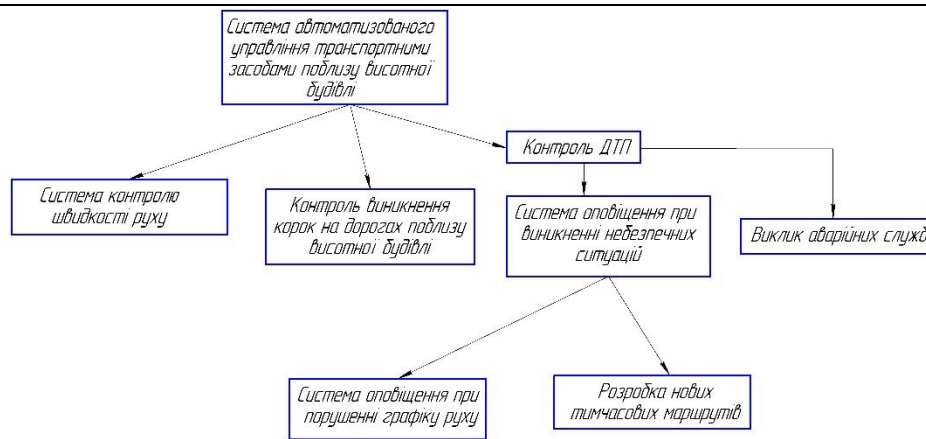 Система автоматизованого
управління транспортними
засобами поблизу висотної
будівлі
Контроль ДТП
Система контролю
швидкості руху
Контроль виникнення
корок на дорогах поблизу
висотної будівлі
Система оповіщення при
виникненні небезпечних
ситуацій
Виклик аварійних служб
Система оповіщення при
порушенні графіку руху
Розробка нових
тимчасових маршрутів